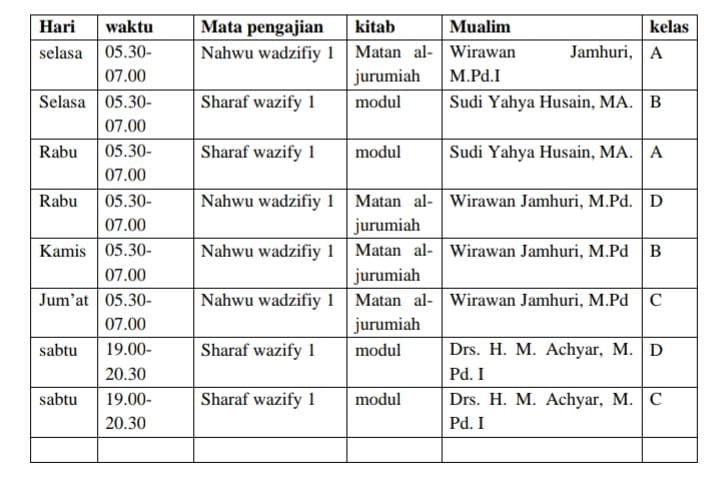 Hari waktu Mata pengajian kitab Mualim kelas
selasa 05.30- Nahwu wadzifiy 1 Matan al- Wirawan Jamhuri, A
07.00 jurumiah M.Pd.I
Selasa 05.30- Sharaf wazify 1 modul Sudi Yahya Husain, MA. B
07.00
Rabu 05.30- Sharaf wazify 1 modul Sudi Yahya Husain, MA. A
07.00
Rabu 05.30- Nahwu wadzifiy 1 Matan al- Wirawan Jamhuri, M.Pd. D
07.00 jurumiah
Kamis 05.30- Nahwu wadzifiy 1 Matan al- Wirawan Jamhuri, M.Pd B
07.00 jurumiah
Jum’at 05.30- Nahwu wadzifiy 1 Matan al- Wirawan Jamhuri, M.Pd C
07.00 jurumiah
sabtu 19.00- Sharaf wazify 1 modul Drs. H. M. Achyar, M. D
20.30 Pd. I
sabtu 19.00- Sharaf wazify 1 modul Drs. H. M. Achyar, M. C
20.30 Pd. I